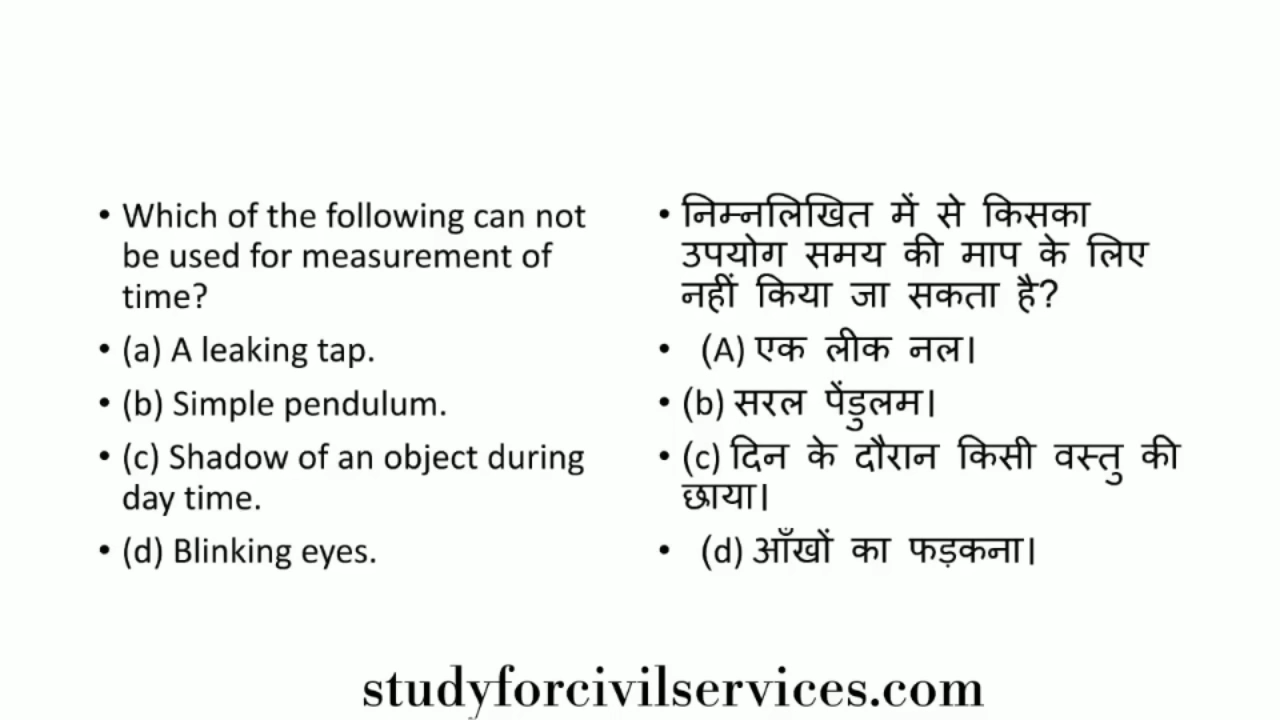 • Which of the following can not
be used for measurement of
time?
• (a) A leaking tap.
• (b) Simple pendulum.
• (c) Shadow of an object during
day time.
• (d) Blinking eyes.
• निम्नलिखित में से किसका
उपयोग समय की माप के लिए
नहीं किया जा सकता है?
• (A) एक लीक नल।
• (b) सरल पेंडुलम।
• (c) दिन के दौरान किसी वस्तु की
छाया।
• (d) आँखों का फड़कना।
studyforcivilservices.com